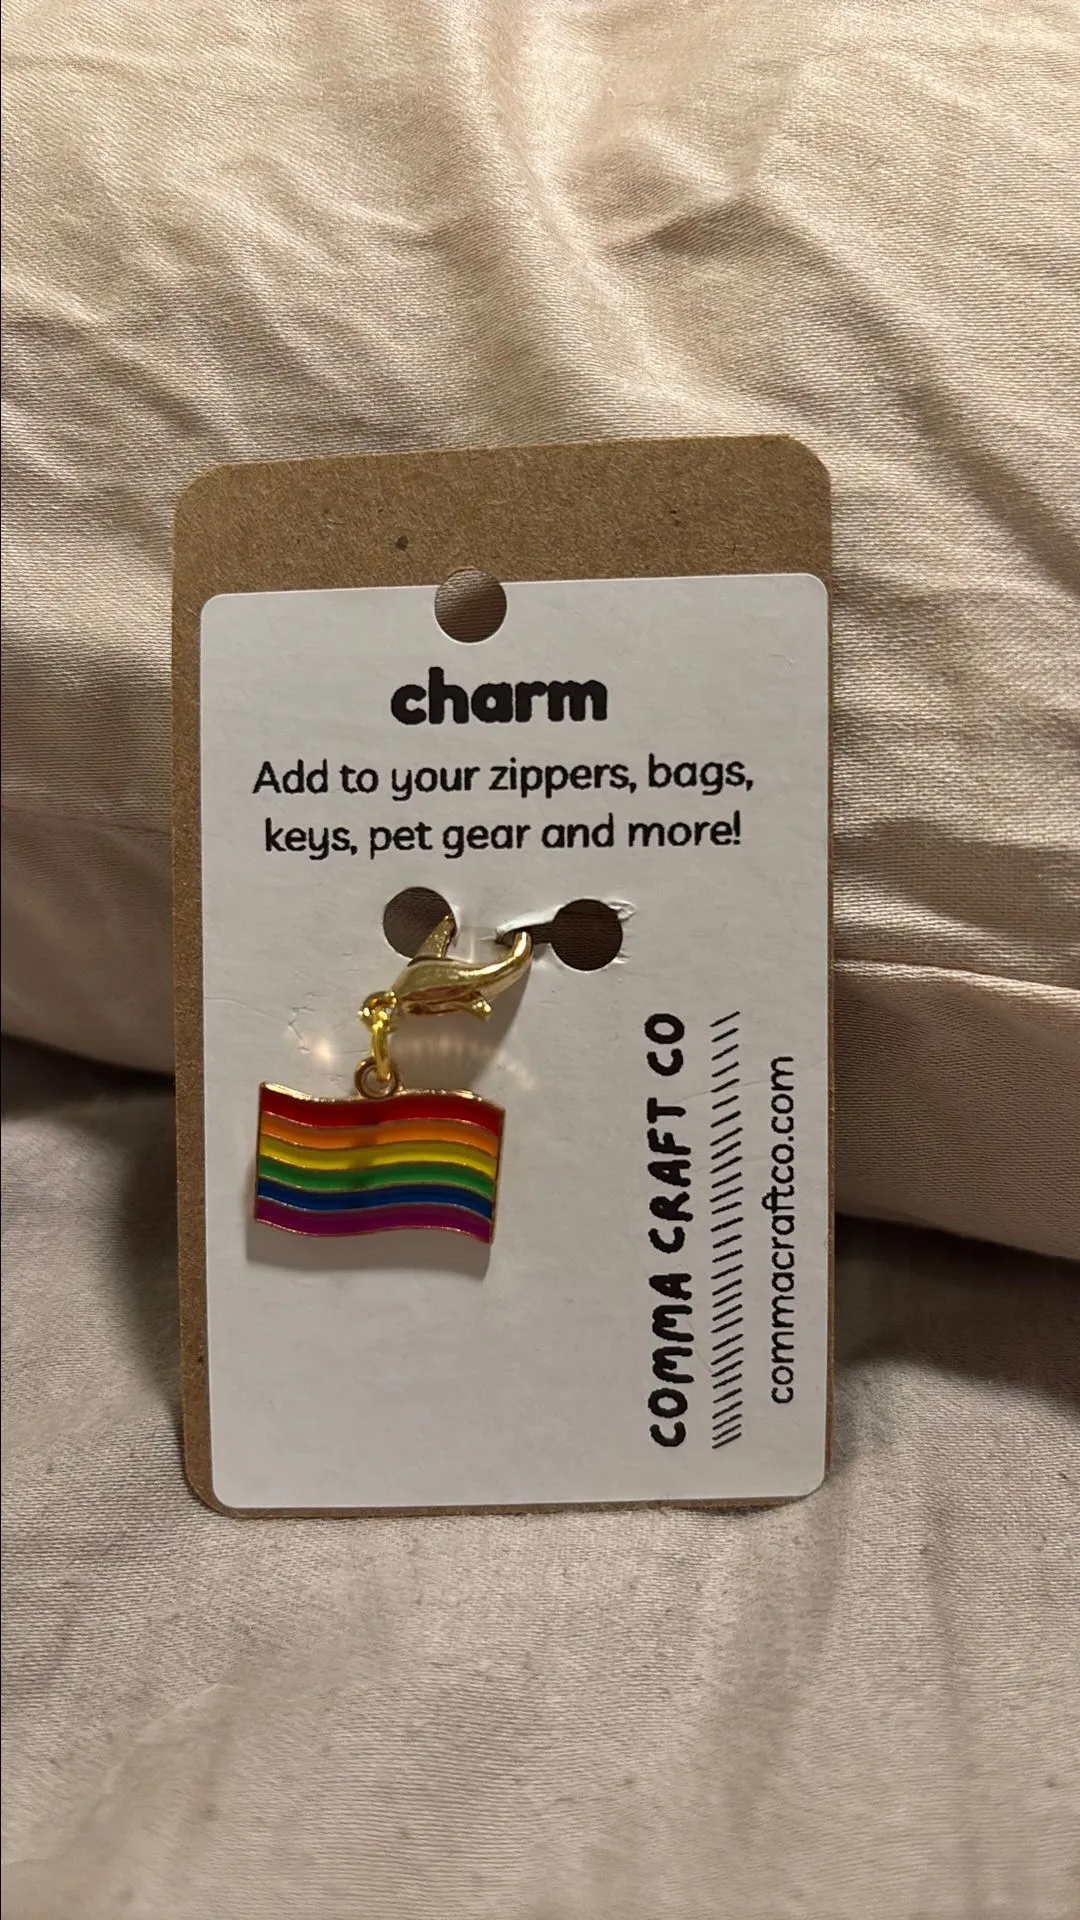 charm
Add to your zippers, bags,
keys, pet gear and more!
COMMA CRAFT CO
commacraftco.com